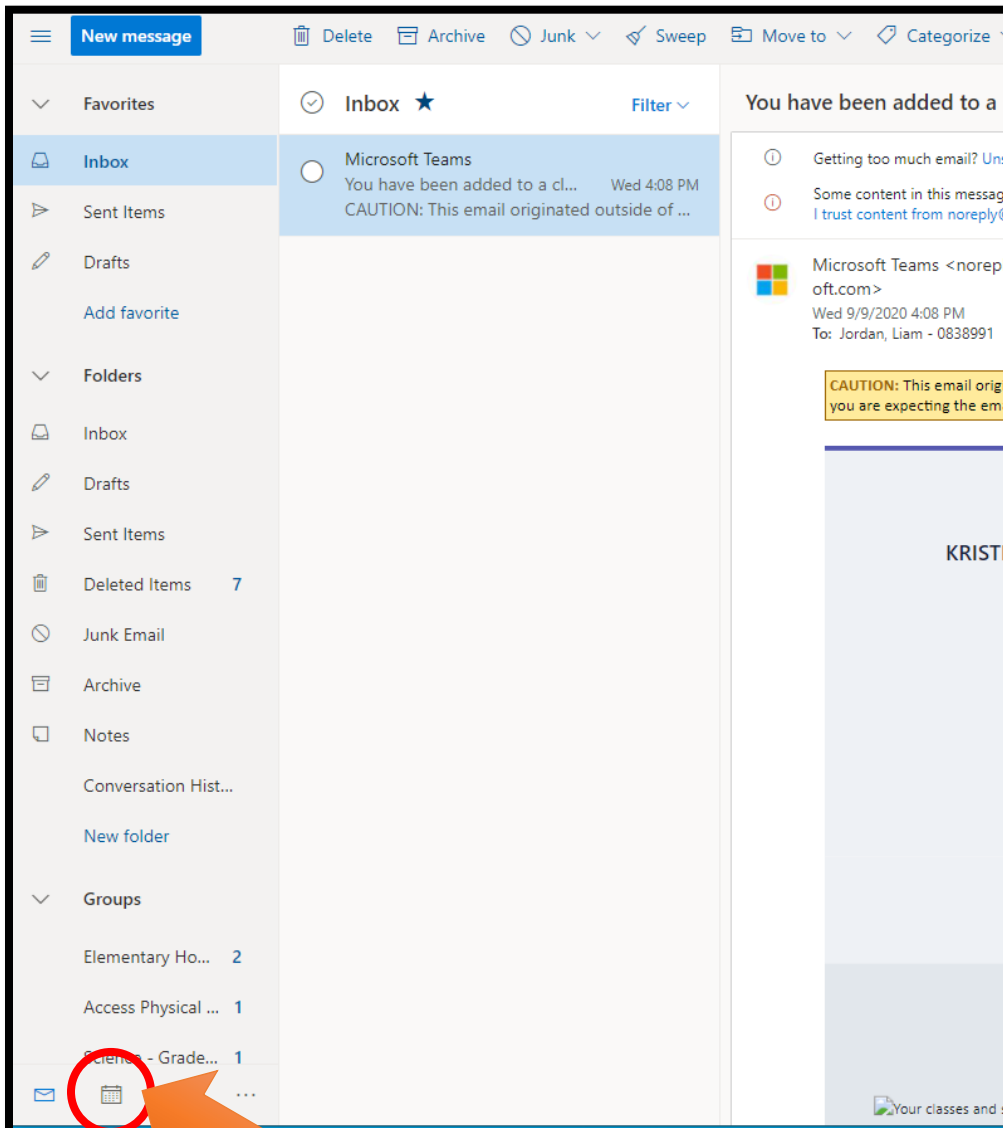 New message
Delete Archive Junk Sweep Move to Categorize
Favorites
Inbox
Sent Items
Drafts
Add favorite
Folders
Inbox
Drafts
Sent Items
Deleted Items 7
Junk Email
Archive
Notes
Conversation Hist...
New folder
Groups
Elementary Ho... 2
Access Physical ... 1
Science - Grade... 1
...
Inbox ★ Filter
Microsoft Teams
You have been added to a cl... Wed 4:08 PM
CAUTION: This email originated outside of ...
You have been added to a
Getting too much email?
Some content in this
I trust content from noreply@
Microsoft Teams <norep
oft.com>
Wed 9/9/2020 4:08 PM
To: Jordan, Liam - 0838991
CAUTION: This email
you are expecting the
Your classes and